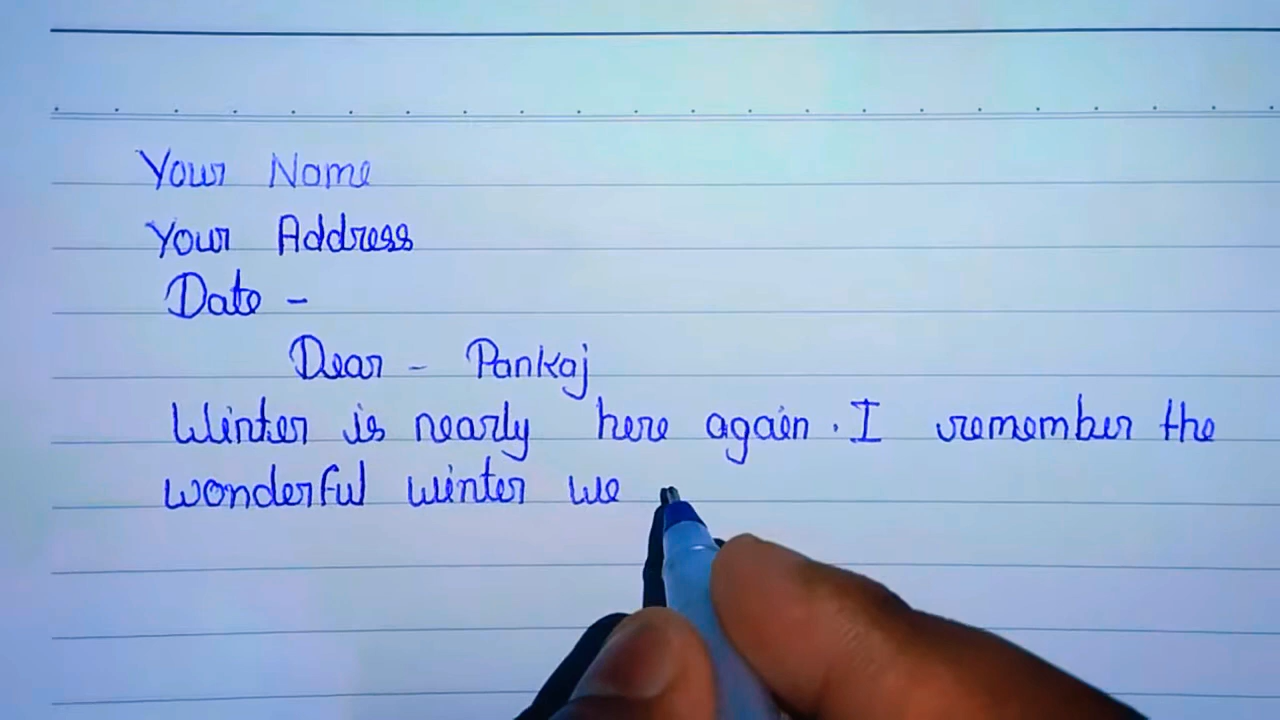 Your Name
Your Address
Date -
Dear - Pankaj
Winter is nearly here again. I remember the
wonderful winter we